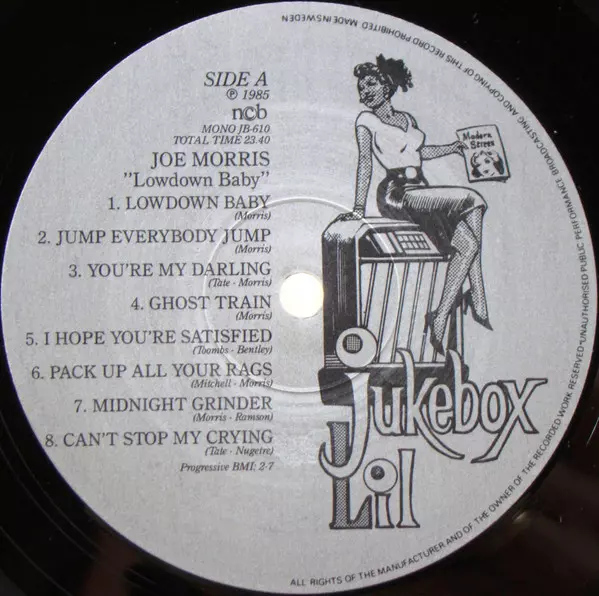 SIDE A
℗ 1985
ncb
MONO JB-610
TOTAL TIME 23.40
JOE MORRIS
"Lowdown Baby"
1. LOWDOWN BABY
(Morris)
2. JUMP EVERYBODY JUMP
(Morris)
3. YOU'RE MY DARLING
(Tate - Morris)
4. GHOST TRAIN
(Morris)
5. I HOPE YOU'RE SATISFIED
(Toombs - Bentley)
6. PACK UP ALL YOUR RAGS
(Mitchell - Morris)
7. MIDNIGHT GRINDER
(Morris - Ramson)
8. CAN'T STOP MY CRYING
(Tate - Nugetre)
Progressive BMI: 2-7
Modern
Screen
Jukebox
Lil
ALL RIGHTS OF THE MANUFACTURER AND OF THE OWNER OF THE RECORDED WORK RESERVED • UNAUTHORISED PUBLIC PERFORMANCE BROADCASTING AND COPYING OF THIS RECORD PROHIBITED MADE IN SWEDEN